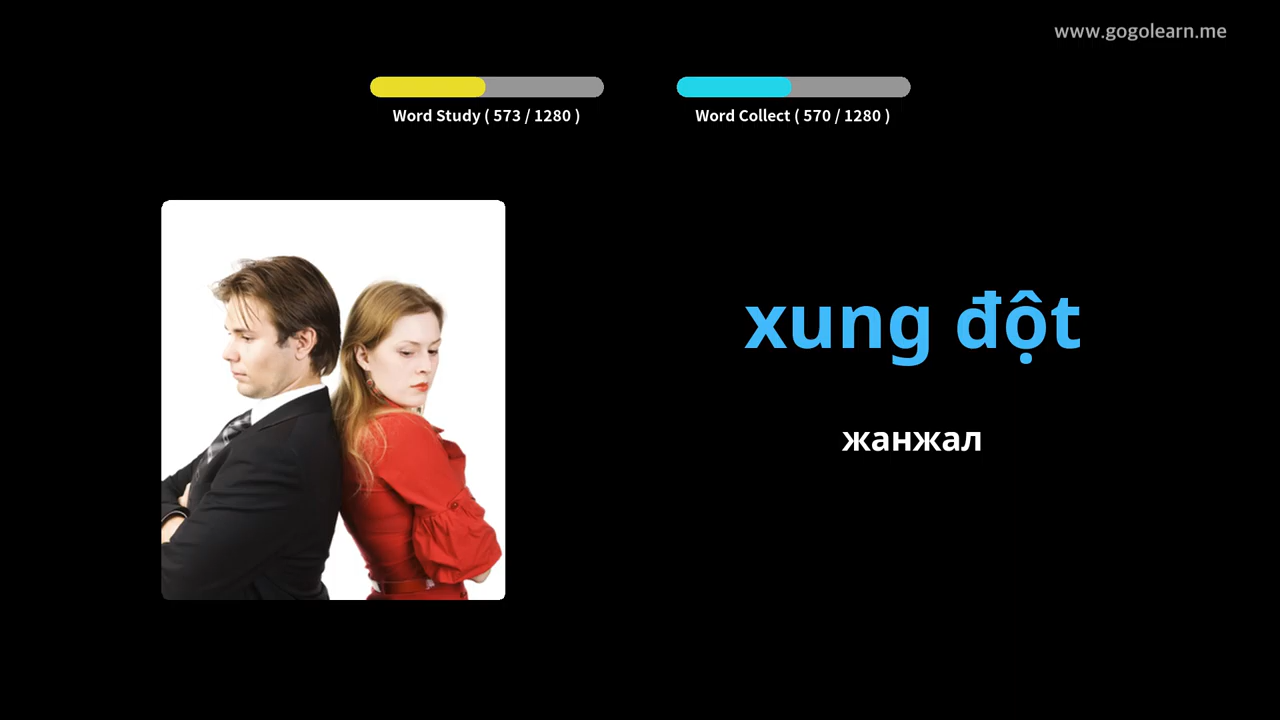 www.gogolearn.me
Word Study ( 573 / 1280 )
Word Collect ( 570 / 1280 )
xung đột
жанжал